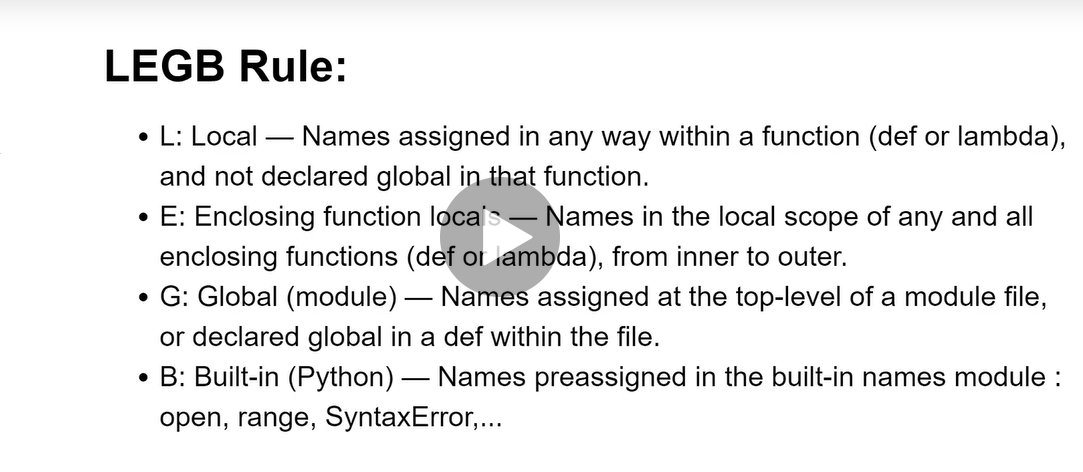 LEGB Rule:
• L: Local — Names assigned in any way within a function (def or lambda),
and not declared global in that function.
• E: Enclosing function locals — Names in the local scope of any and all
enclosing functions (def or lambda), from inner to outer.
• G: Global (module) — Names assigned at the top-level of a module file,
or declared global in a def within the file.
• B: Built-in (Python) — Names preassigned in the built-in names module :
open, range, SyntaxError,...